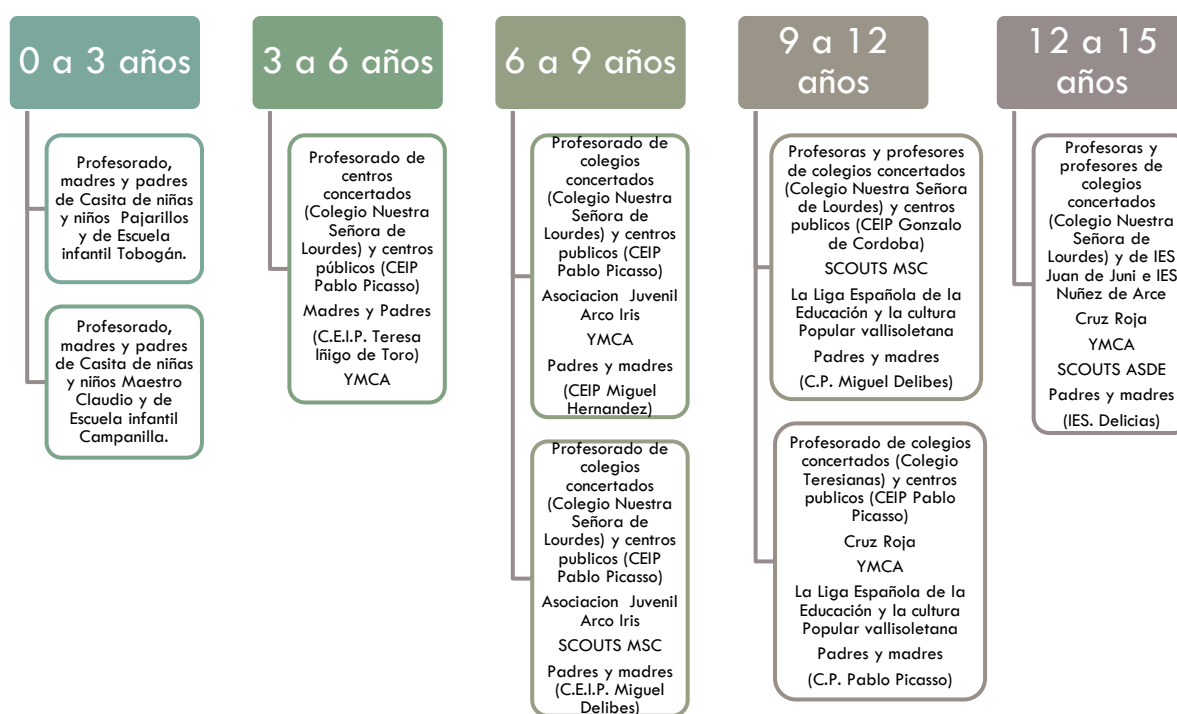 0 a 3 años
Profesorado,
madres y padres
de Casita de niñas
y niños Pajarillos
y de Escuela
infantil Tobogán.
Profesorado,
madres y padres
de Casita de niñas
y niños Maestro
Claudio y de
Escuela infantil
Campanilla.
3 a 6 años
Profesorado de
centros
concertados
(Colegio Nuestra
Señora de
Lourdes) y centros
públicos (CEIP
Pablo Picasso)
Madres y Padres
(C.E.I.P. Teresa
Iñigo de Toro)
YMCA
6 a 9 años
Profesorado de
colegios
concertados
(Colegio Nuestra
Señora de
Lourdes) y centros
publicos (CEIP
Pablo Picasso)
Asociacion Juvenil
Arco Iris
YMCA
Padres y madres
(CEIP Miguel
Hernandez)
Profesorado de
colegios
concertados
(Colegio Nuestra
Señora de
Lourdes) y centros
publicos (CEIP
Pablo Picasso)
Asociacion Juvenil
Arco Iris
SCOUTS MSC
Padres y madres
(C.E.I.P. Miguel
Delibes)
9 a 12
años
Profesoras y profesores
de colegios concertados
(Colegio Nuestra Señora
de Lourdes) y centros
publicos (CEIP Gonzalo
de Cordoba)
SCOUTS MSC
La Liga Española de la
Educación y la cultura
Popular vallisoletana
Padres y madres
(C.P. Miguel Delibes)
Profesorado de colegios
concertados (Colegio
Teresianas) y centros
publicos (CEIP Pablo
Picasso)
Cruz Roja
YMCA
La Liga Española de la
Educación y la cultura
Popular vallisoletana
Padres y madres
(C.P. Pablo Picasso)
12 a 15
años
Profesoras y
profesores de
colegios
concertados
(Colegio Nuestra
Señora de
Lourdes) y de IES
Juan de Juni e IES
Nuñez de Arce
Cruz Roja
YMCA
SCOUTS ASDE
Padres y madres
(IES. Delicias)